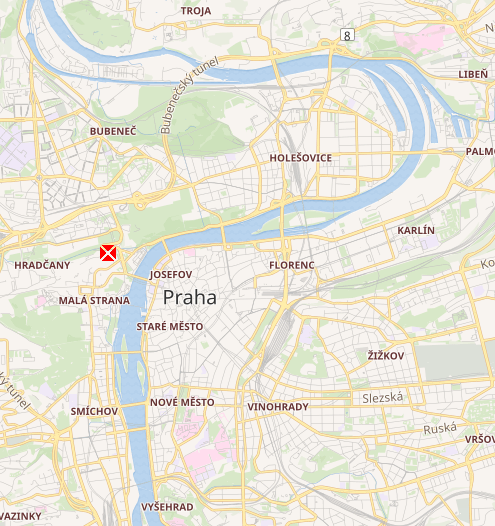 TROJA
8
N
LIBEŇ
Bubenečský tunel
BUBENEČ
HOLEŠOVICE
PALMO
KARLÍN
HRADČANY
JOSEFOV
FLORENC
Ko
MALÁ STRANA
Praha
STARÉ MĚSTO
ŽIŽKOV
ký tunel
Slezská
SMÍCHOV
NOVÉ MĚSTO
VINOHRADY
Ruská
VRŠOV
VYŠEHRAD
VAZINKY